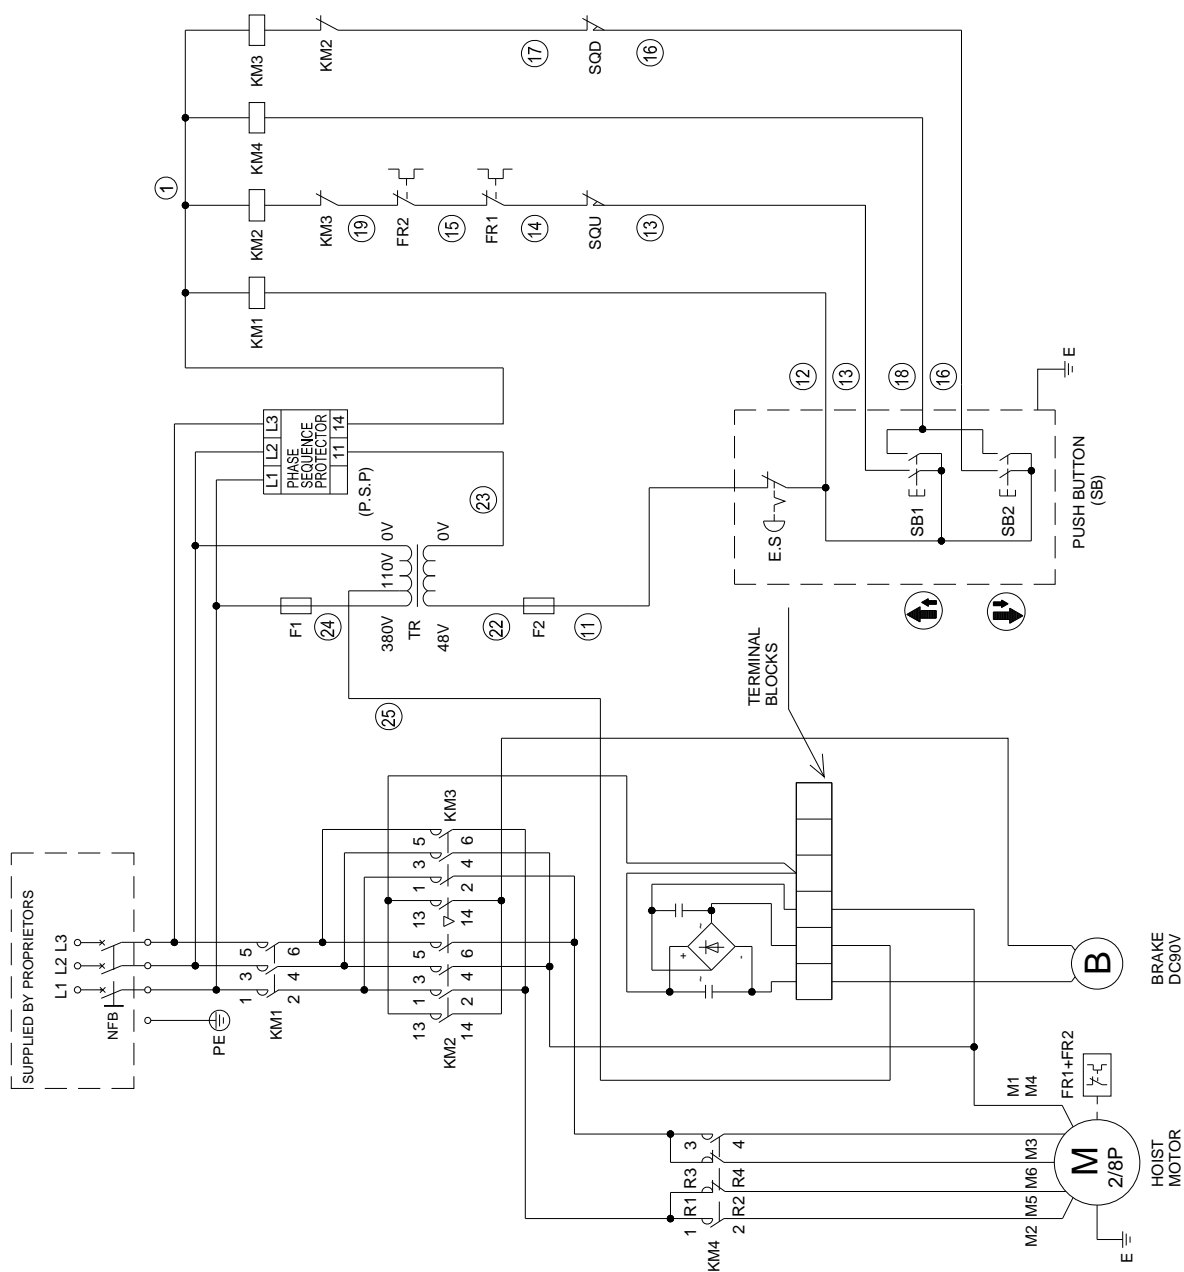 SUPPLIED BY PROPRIETORS
L1 L2 L3
NFB
PE
1 3 5
KM1
2 4 6
13 1 3 5 13 1 3 5
KM2
KM3
14 2 4 6 14 2 4 6
25
L1 L2 L3
PHASE
SEQUENCE
PROTECTOR
11 14
(P.S.P)
F1
24
380V 110V 0V
TR
48V 0V
22
23
F2
11
1
KM1
KM2
KM4
KM3
KM3
KM2
19
FR2
15
FR1
14
17
SQU
SQD
13
16
12
13
18
16
E
E.S
SB1
SB2
PUSH BUTTON
(SB)
TERMINAL
BLOCKS
+
-
~
~
B
BRAKE
DC90V
1 R1 R3 3
KM4
2 R2 R4 4
M2 M5 M6 M3
M1
M4
FR1+FR2
M
2/8P
E
HOIST
MOTOR